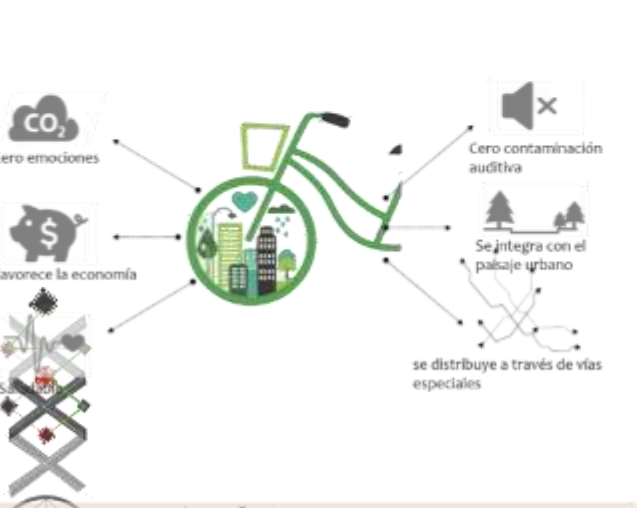 CO2
ero emociones
$
avorece la economía
Saludable
Cero contaminación
auditiva
Se integra con el
paisaje urbano
se distribuye a través de vías
especiales